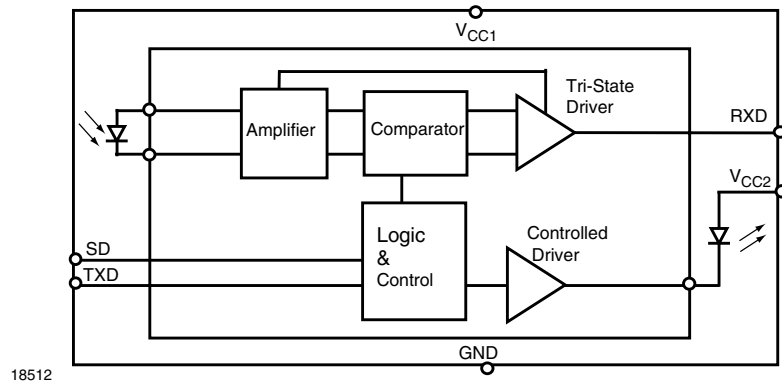 VCC1
Tri-State
Driver
Amplifier
Comparator
RXD
VCC2
SD
TXD
Logic
&
Control
Controlled
Driver
GND
18512